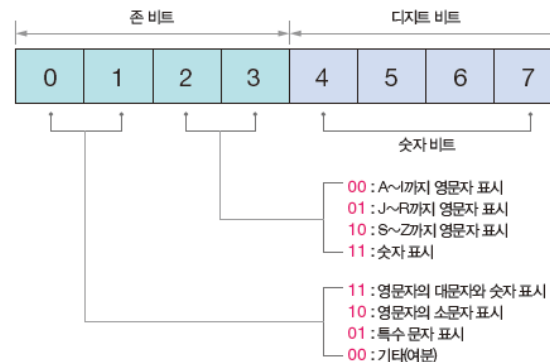 존 비트 디지트 비트
0 1 2 3 4 5 6 7
숫자 비트
00 : A~I까지 영문자 표시
01 : J~R까지 영문자 표시
10 : S~Z까지 영문자 표시
11 : 숫자 표시
11 : 영문자의 대문자와 숫자 표시
10 : 영문자의 소문자 표시
01 : 특수 문자 표시
00 : 기타(여분)